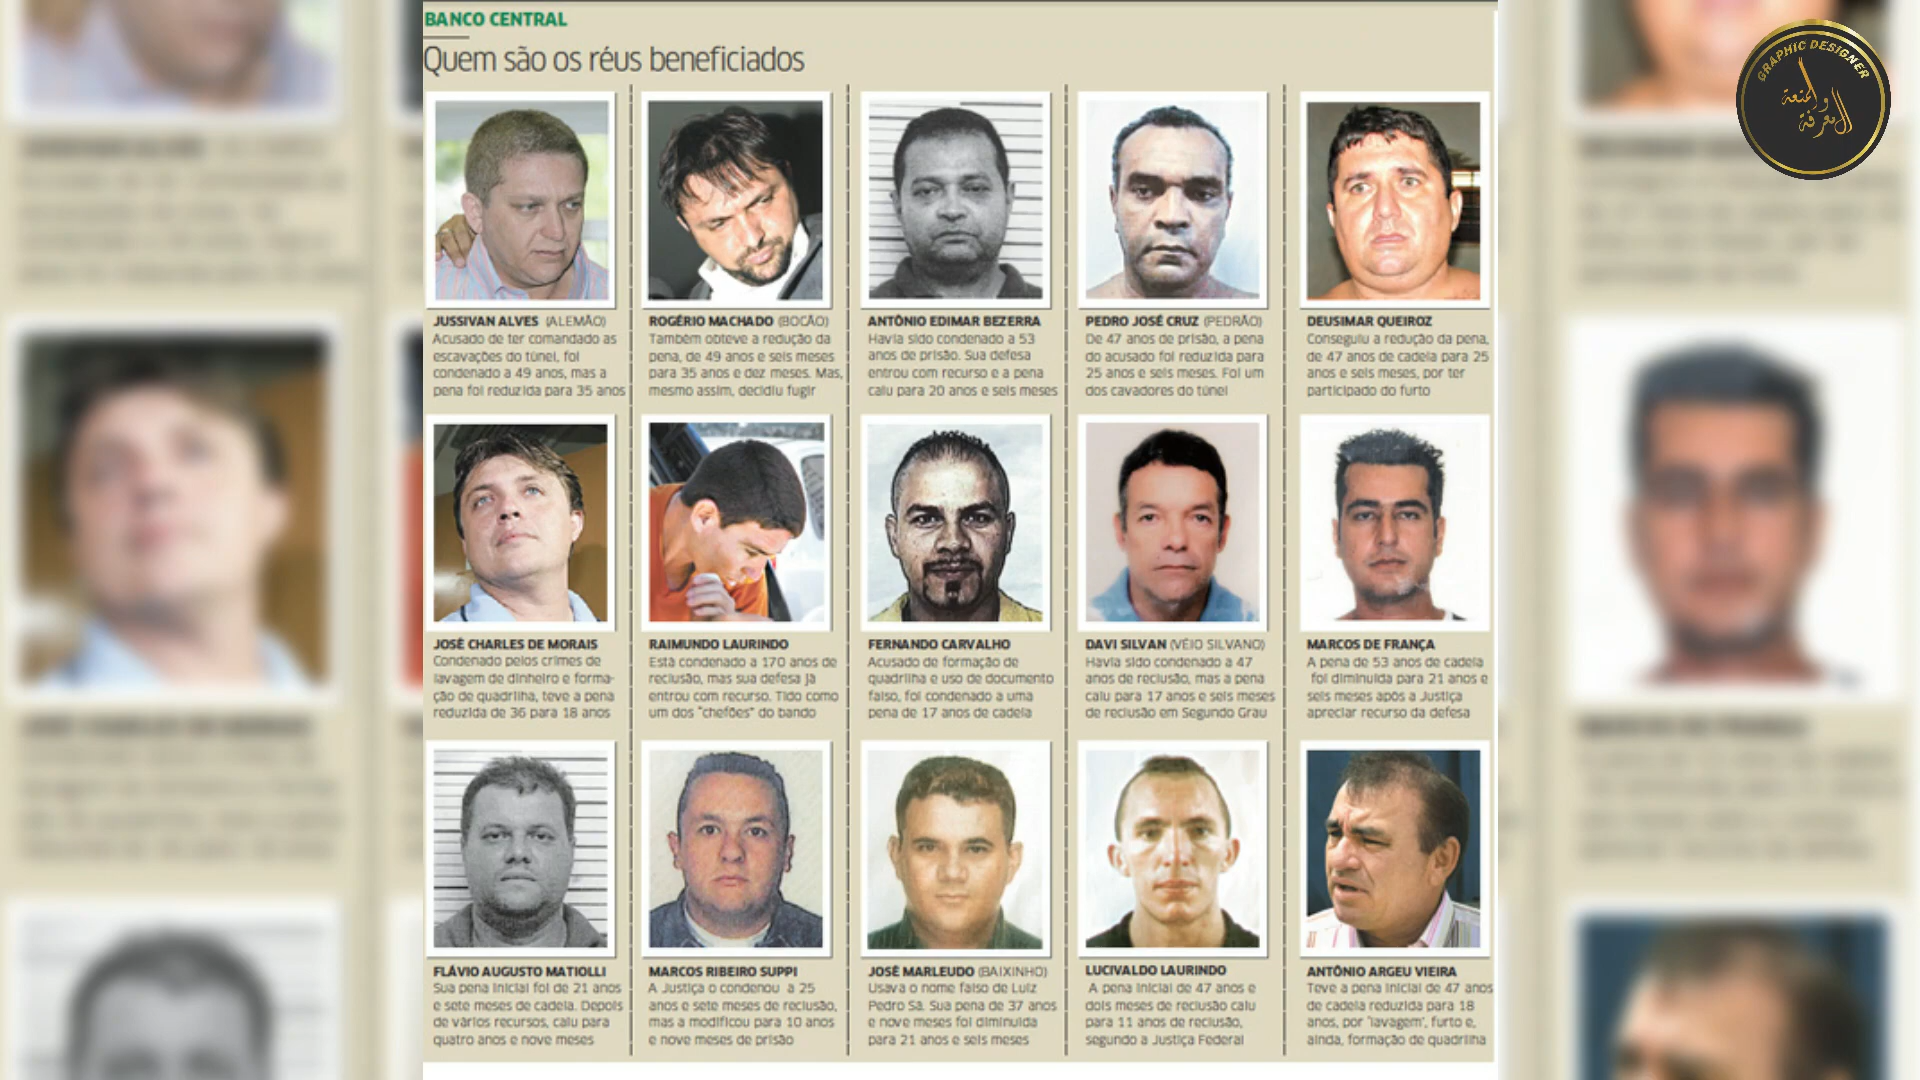 BANCO CENTRAL
Quem são os réus beneficiados
GRAPHIC DESIGNER
المعرفة
والمتعة
JUSSIVAN ALVES (ALEMÃO)
Acusado de ter comandado as
escavações do túnel, foi
condenado a 49 anos, mas a
pena foi reduzida para 35 anos
ROGÉRIO MACHADO (BOCÃO)
Também obteve a redução da
pena, de 49 anos e seis meses
para 35 anos e dez meses. Mas,
mesmo assim, decidiu fugir
ANTÔNIO EDIMAR BEZERRA
Havia sido condenado a 53
anos de prisão. Sua defesa
entrou com recurso e a pena
caiu para 20 anos e seis meses
PEDRO JOSÉ CRUZ (PEDRÃO)
De 47 anos de prisão, a pena
do acusado foi reduzida para
25 anos e seis meses. Foi um
dos cavadores do túnel
DEUSIMAR QUEIROZ
Conseguiu a redução da pena,
de 47 anos de cadeia para 25
anos e seis meses, por ter
participado do furto
JOSÉ CHARLES DE MORAIS
Condenado pelos crimes de
lavagem de dinheiro e forma-
ção de quadrilha, teve a pena
reduzida de 36 para 18 anos
RAIMUNDO LAURINDO
Está condenado a 170 anos de
reclusão, mas sua defesa já
entrou com recurso. Tido como
um dos "chefões" do bando
FERNANDO CARVALHO
Acusado de formação de
quadrilha e uso de documento
falso, foi condenado a uma
pena de 17 anos de cadeia
DAVI SILVAN (VÉIO SILVANO)
Havia sido condenado a 47
anos de reclusão, mas a pena
caiu para 17 anos e seis meses
de reclusão em Segundo Grau
MARCOS DE FRANÇA
A pena de 53 anos de cadeia
foi diminuída para 21 anos e
seis meses após a Justiça
apreciar recurso da defesa
FLÁVIO AUGUSTO MATIOLLI
Sua pena inicial foi de 21 anos
e sete meses de cadeia. Depois
de vários recursos, caiu para
quatro anos e nove meses
MARCOS RIBEIRO SUPPI
A Justiça o condenou a 25
anos e sete meses de reclusão,
mas a modificou para 10 anos
e nove meses de prisão
JOSÉ MARLEUDO (BAIXINHO)
Usava o nome falso de Luiz
Pedro Sá. Sua pena de 37 anos
e nove meses foi diminuída
para 21 anos e seis meses
LUCIVALDO LAURINDO
A pena inicial de 47 anos e
dois meses de reclusão caiu
para 11 anos de reclusão,
segundo a Justiça Federal
ANTÔNIO ARGEU VIEIRA
Teve a pena inicial de 47 anos
de cadeia reduzida para 18
anos, por "lavagem", furto e,
ainda, formação de quadrilha